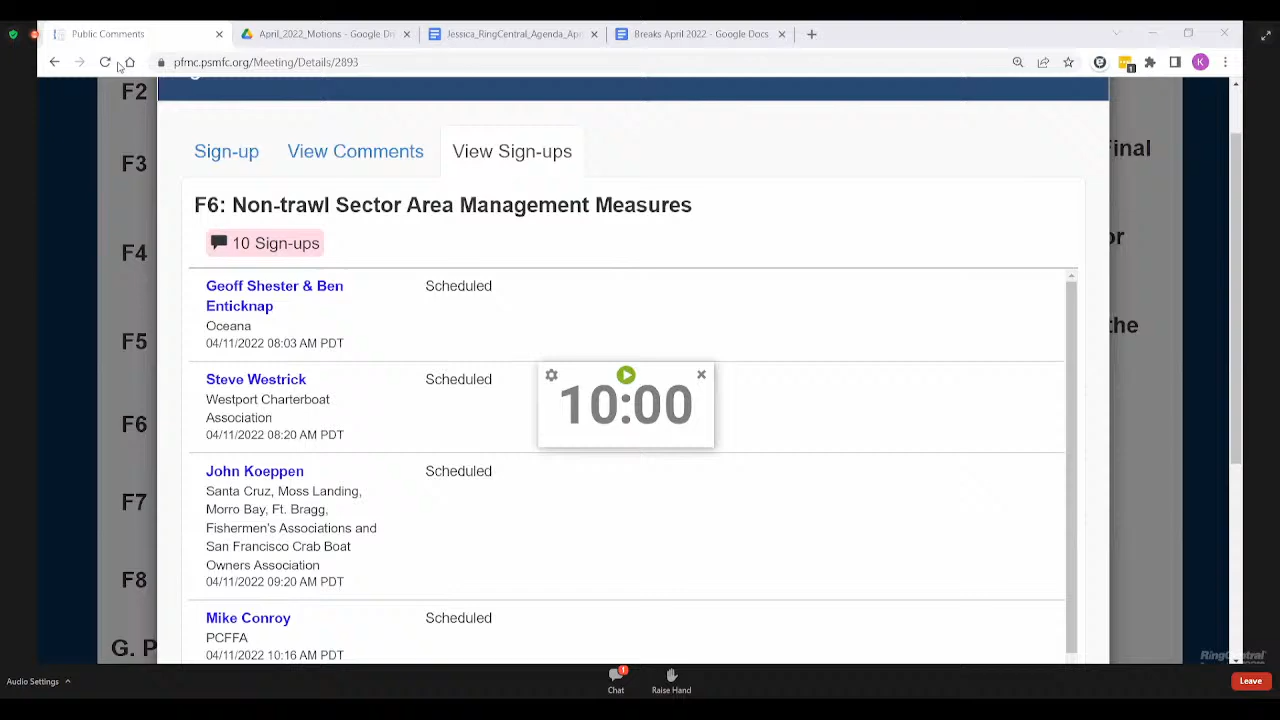 Public Comments
April_2022_Motions - Google Dri
Jessica_RingCentral_Agenda_Apr
Breaks April 2022 - Google Docs
pfmc.psmfc.org/Meeting/Details/2893
1
K
F2
F3
inal
F4
or
F5
the
F6
F7
F8
G. P
Sign-up
View Comments
View Sign-ups
F6: Non-trawl Sector Area Management Measures
10 Sign-ups
Geoff Shester & Ben
Enticknap
Scheduled
Oceana
04/11/2022 08:03 AM PDT
Steve Westrick
Scheduled
Westport Charterboat
Association
04/11/2022 08:20 AM PDT
10:00
John Koeppen
Scheduled
Santa Cruz, Moss Landing,
Morro Bay, Ft. Bragg,
Fishermen's Associations and
San Francisco Crab Boat
Owners Association
04/11/2022 09:20 AM PDT
Mike Conroy
Scheduled
PCFFA
04/11/2022 10:16 AM PDT
RingCentral
Audio Settings
1
Chat
Raise Hand
Leave